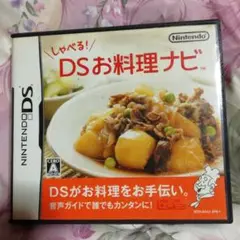 Nintendo
しゃべる！
DSお料理ナビ
TM
NINTENDO DS
DSがお料理をお手伝い。
音声ガイドで誰でもカンタンに！